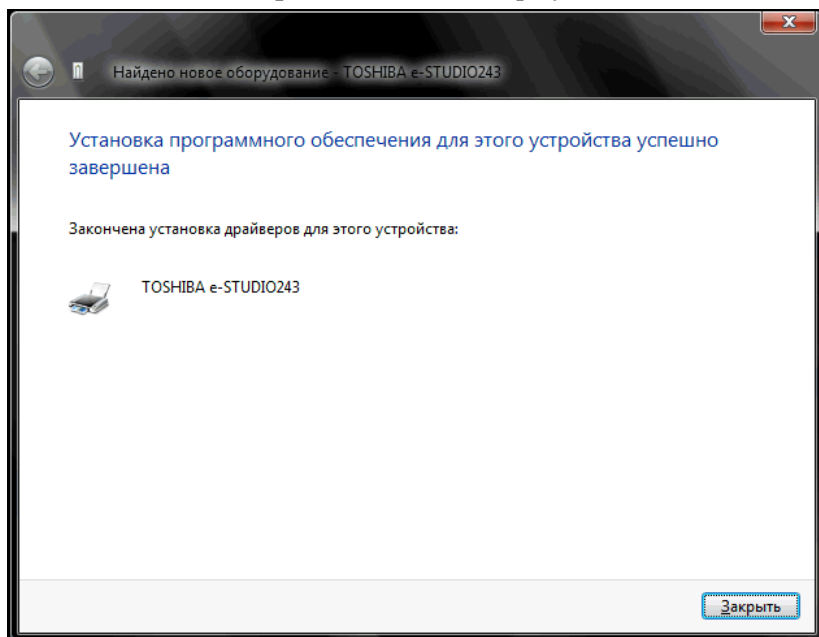 Найдено новое оборудование - TOSHIBA e-STUDIO243
Установка программного обеспечения для этого устройства успешно
завершена
Закончена установка драйверов для этого устройства:
TOSHIBA e-STUDIO243
Закрыть